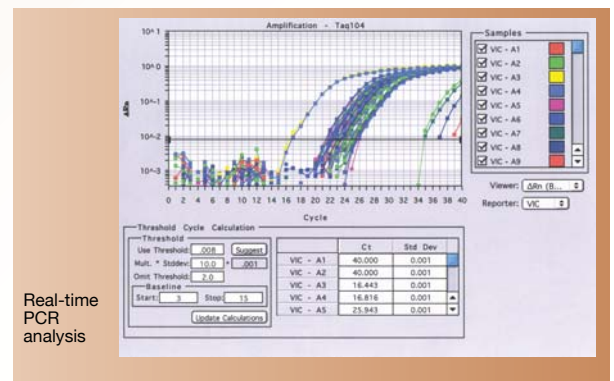 Amplification - Taq104
10^1
10^0
10^-1
10^-2
10^-3
ΔRn
0 2 4 6 8 10 12 14 16 18 20 22 24 26 28 30 32 34 36 38 40
Cycle
Samples
VIC - A1
VIC - A2
VIC - A3
VIC - A4
VIC - A5
VIC - A6
VIC - A7
VIC - A8
VIC - A9
Viewer: ΔRn (B...
Reporter: VIC
Threshold Cycle Calculation
Threshold
Use Threshold: .008 Suggest
Mult. * Stddev: 10.0 * .001
Omit Threshold: 2.0
Baseline
Start: 3 Stop: 15
Update Calculations
Ct Std Dev
VIC - A1 40.000 0.001
VIC - A2 40.000 0.001
VIC - A3 16.443 0.001
VIC - A4 16.816 0.001
VIC - A5 25.943 0.001
Real-time
PCR
analysis